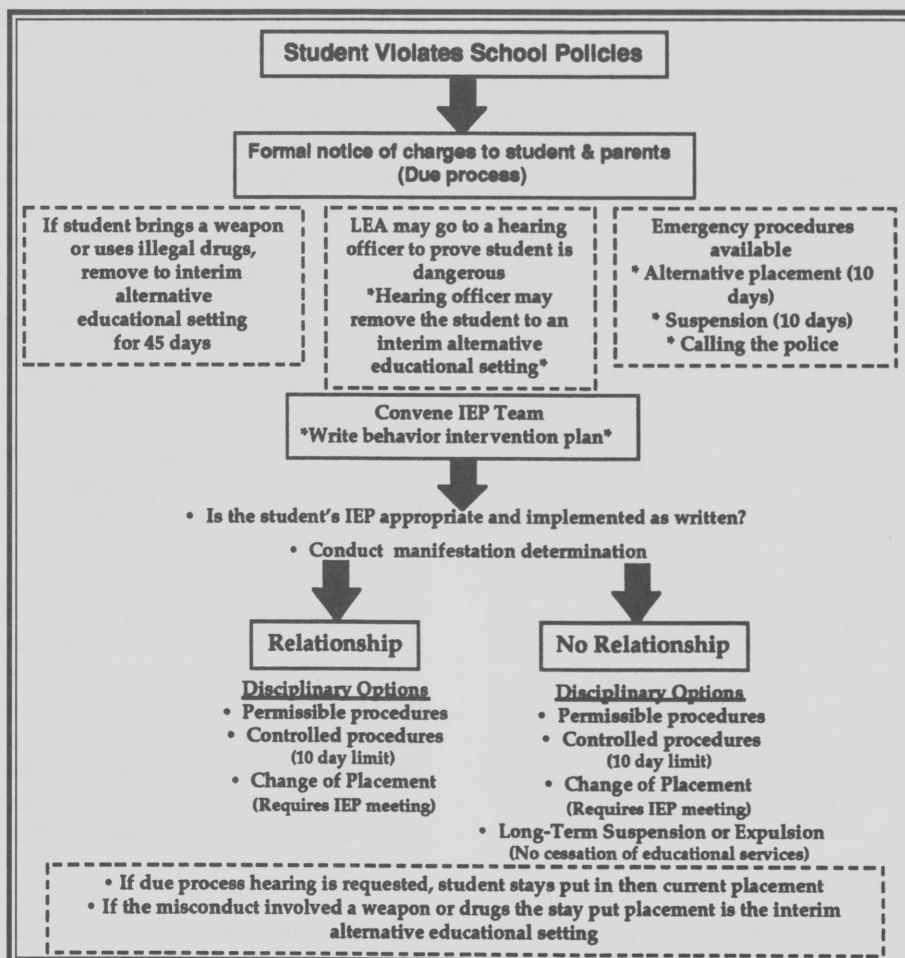 Student Violates School Policies
Formal notice of charges to student & parents
(Due process)
If student brings a weapon
or uses illegal drugs,
remove to interim
alternative
educational setting
for 45 days
LEA may go to a hearing
officer to prove student is
dangerous
*Hearing officer may
remove the student to an
interim alternative
educational setting*
Emergency procedures
available
* Alternative placement (10
days)
* Suspension (10 days)
* Calling the police
Convene IEP Team
*Write behavior intervention plan*
• Is the student's IEP appropriate and implemented as written?
• Conduct manifestation determination
Relationship
Disciplinary Options
• Permissible procedures
• Controlled procedures
(10 day limit)
• Change of Placement
(Requires IEP meeting)
No Relationship
Disciplinary Options
• Permissible procedures
• Controlled procedures
(10 day limit)
• Change of Placement
(Requires IEP meeting)
• Long-Term Suspension or Expulsion
(No cessation of educational services)
• If due process hearing is requested, student stays put in then current placement
• If the misconduct involved a weapon or drugs the stay put placement is the interim
alternative educational setting